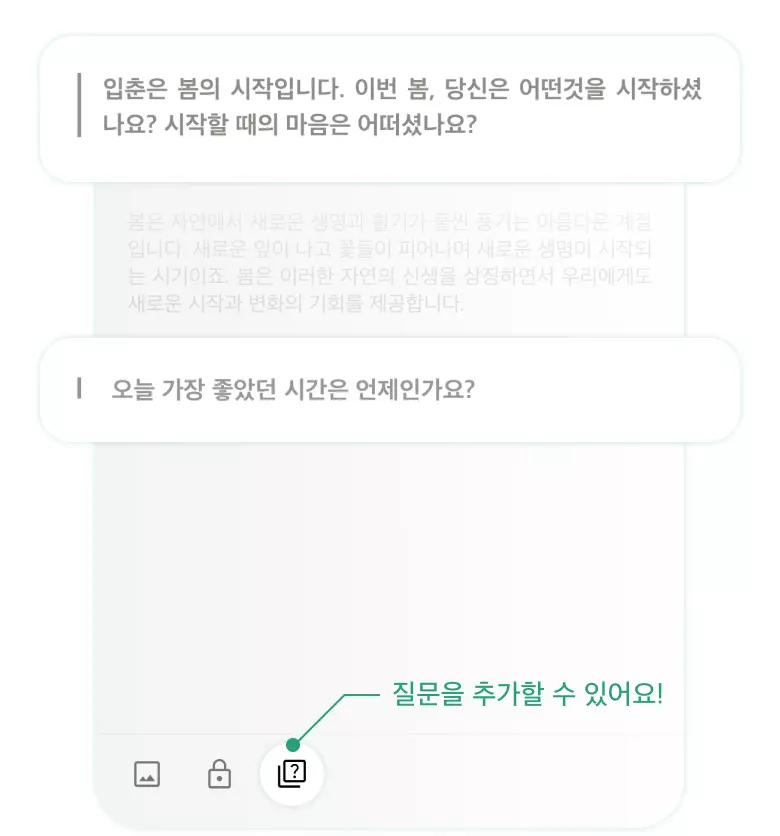 입춘은 봄의 시작입니다. 이번 봄, 당신은 어떤것을 시작하셨
나요? 시작할 때의 마음은 어떠셨나요?
봄은 자연에서 새로운 생명과 활기가 물씬 풍기는 아름다운 계절
입니다. 새로운 잎이 나고 꽃들이 피어나며 새로운 생명이 시작되
는 시기이죠. 봄은 이러한 자연의 신생을 상징하면서 우리에게도
새로운 시작과 변화의 기회를 제공합니다.
오늘 가장 좋았던 시간은 언제인가요?
질문을 추가할 수 있어요!